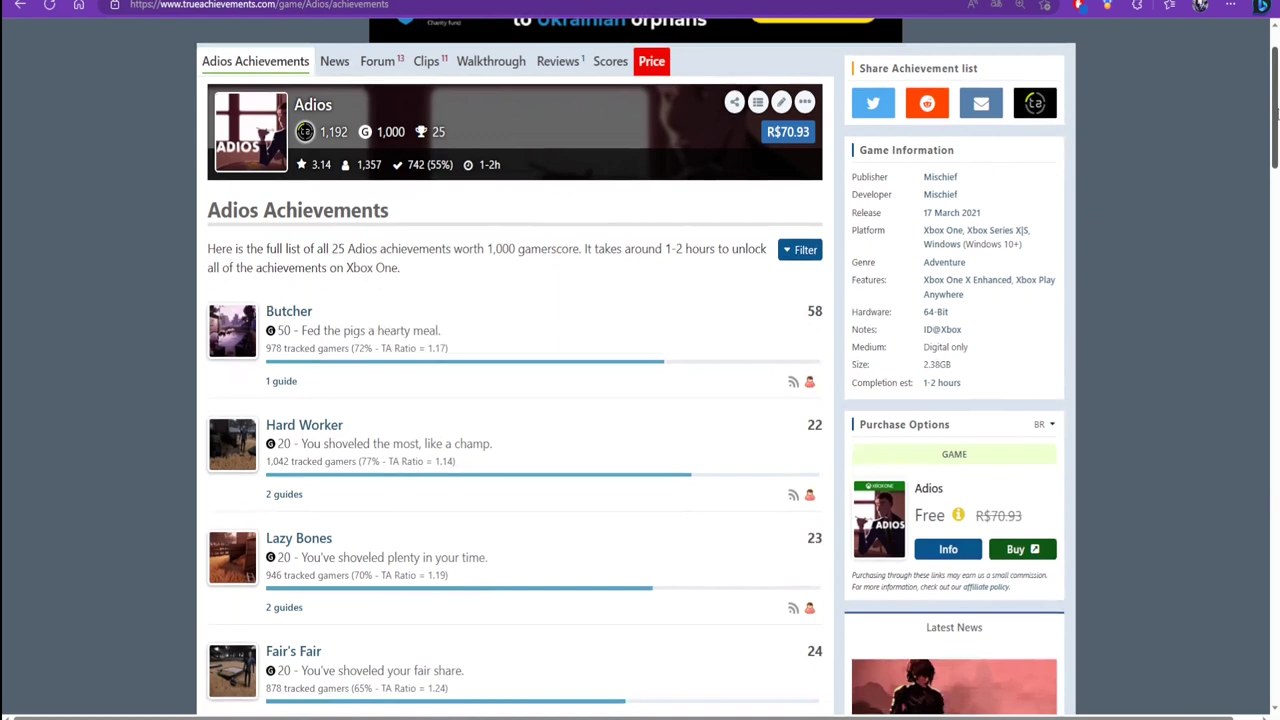 https://www.trueachievements.com/game/Adios/achievements
Charity fund
to Ukrainian orphans
Adios Achievements News Forum 13 Clips 11 Walkthrough Reviews 1 Scores Price
Adios
1,192 1,000 25
R$70.93
3.14 1,357 742 (55%) 1-2h
ADIOS
Adios Achievements
Here is the full list of all 25 Adios achievements worth 1,000 gamerscore. It takes around 1-2 hours to unlock
all of the achievements on Xbox One.
Filter
Butcher 58
G 50 - Fed the pigs a hearty meal.
978 tracked gamers (72% - TA Ratio = 1.17)
1 guide
Hard Worker 22
G 20 - You shoveled the most, like a champ.
1,042 tracked gamers (77% - TA Ratio = 1.14)
2 guides
Lazy Bones 23
G 20 - You've shoveled plenty in your time.
946 tracked gamers (70% - TA Ratio = 1.19)
2 guides
Fair's Fair 24
G 20 - You've shoveled your fair share.
878 tracked gamers (65% - TA Ratio = 1.24)
Share Achievement list
ta
Game Information
Publisher Mischief
Developer Mischief
Release 17 March 2021
Platform Xbox One, Xbox Series X|S,
Windows (Windows 10+)
Genre Adventure
Features: Xbox One X Enhanced, Xbox Play
Anywhere
Hardware: 64-Bit
Notes: ID@Xbox
Medium: Digital only
Size: 2.38GB
Completion est: 1-2 hours
Purchase Options BR
GAME
XBOX ONE
ADIOS
Adios
Free R$70.93
Info Buy
Purchasing through these links may earn us a small commission.
For more information, check out our affiliate policy.
Latest News